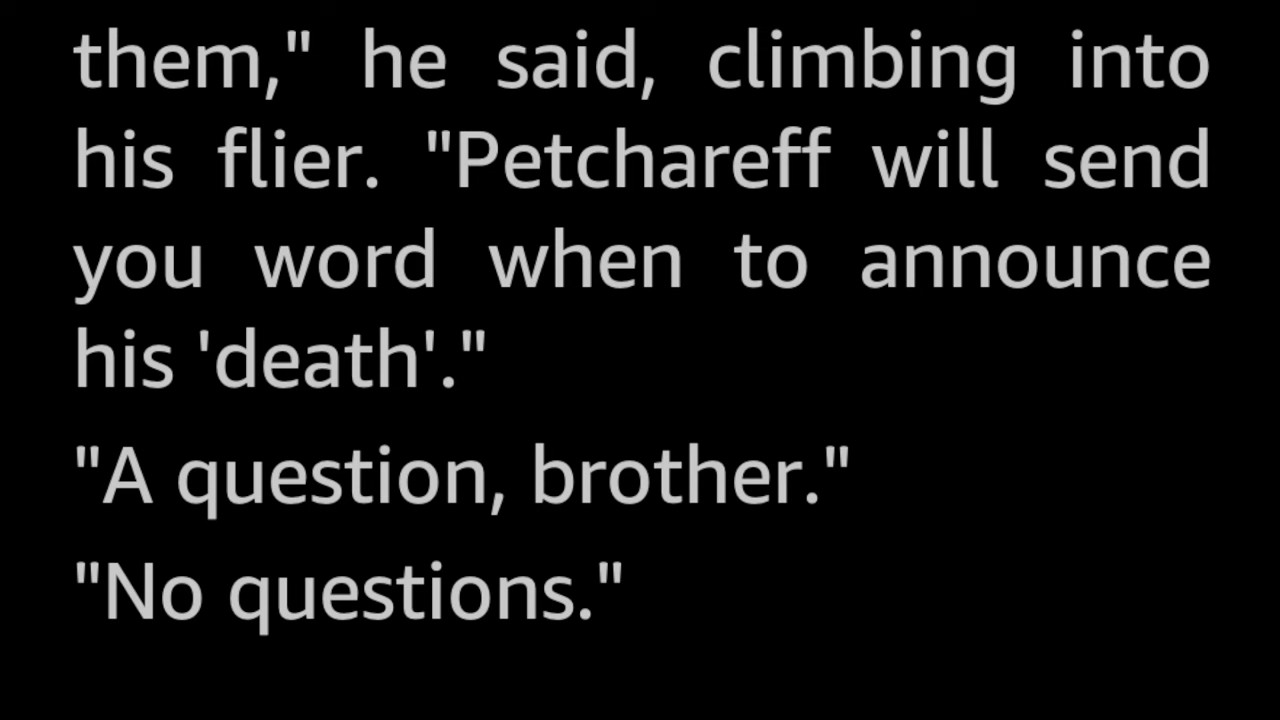 them," he said, climbing into
his flier. "Petchareff will send
you word when to announce
his 'death'."
"A question, brother."
"No questions."